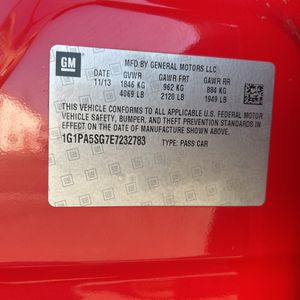 GM
MFD BY GENERAL MOTORS LLC
DATE GVWR GAWR FRT GAWR RR
11/13 1846 KG 962 KG 884 KG
4069 LB 2120 LB 1949 LB
THIS VEHICLE CONFORMS TO ALL APPLICABLE U.S. FEDERAL MOTOR
VEHICLE SAFETY, BUMPER, AND THEFT PREVENTION STANDARDS IN
EFFECT ON THE DATE OF MANUFACTURE SHOWN ABOVE.
1G1PA5SG7E7232783 TYPE: PASS CAR